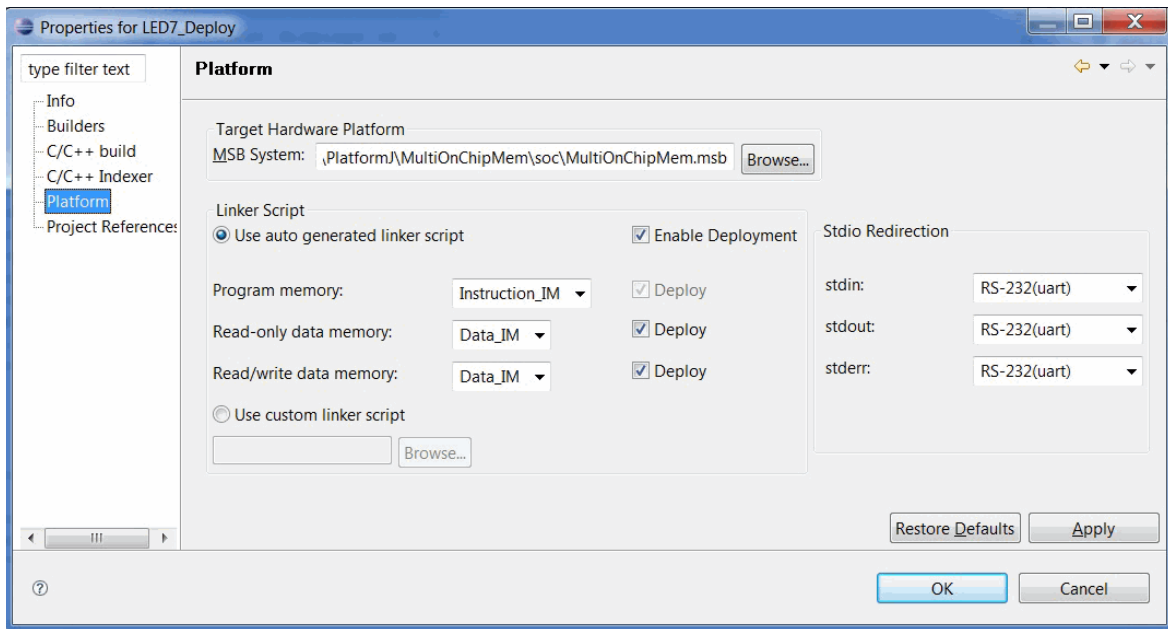 Properties for LED7_Deploy
type filter text
Info
Builders
C/C++ build
C/C++ Indexer
Platform
Project References
Platform
Target Hardware Platform
MSB System: \PlatformJ\MultiOnChipMem\soc\MultiOnChipMem.msb Browse...
Linker Script
Use auto generated linker script Enable Deployment
Program memory: Instruction_IM Deploy
Read-only data memory: Data_IM Deploy
Read/write data memory: Data_IM Deploy
Use custom linker script
Browse...
Stdio Redirection
stdin: RS-232(uart)
stdout: RS-232(uart)
stderr: RS-232(uart)
Restore Defaults Apply
OK Cancel